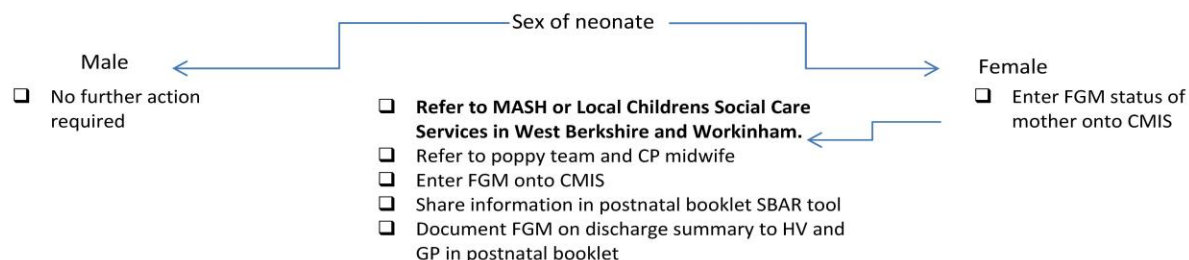 Sex of neonate
Male
❑ No further action
required
❑ Refer to MASH or Local Childrens Social Care
Services in West Berkshire and Workinham.
❑ Refer to poppy team and CP midwife
❑ Enter FGM onto CMIS
❑ Share information in postnatal booklet SBAR tool
❑ Document FGM on discharge summary to HV and
GP in postnatal booklet
Female
❑ Enter FGM status of
mother onto CMIS